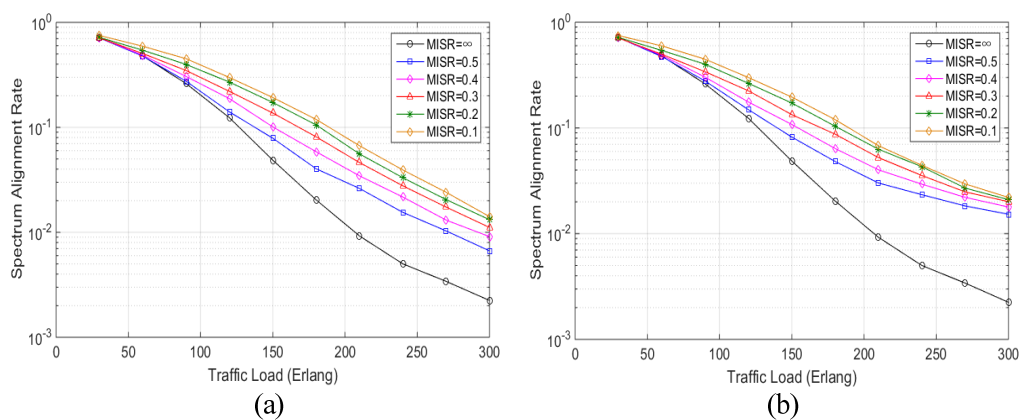 10^0
10^-1
10^-2
10^-3
Spectrum Alignment Rate
MISR=∞
MISR=0.5
MISR=0.4
MISR=0.3
MISR=0.2
MISR=0.1
0 50 100 150 200 250 300
Traffic Load (Erlang)
(a)
10^0
10^-1
10^-2
10^-3
Spectrum Alignment Rate
MISR=∞
MISR=0.5
MISR=0.4
MISR=0.3
MISR=0.2
MISR=0.1
0 50 100 150 200 250 300
Traffic Load (Erlang)
(b)